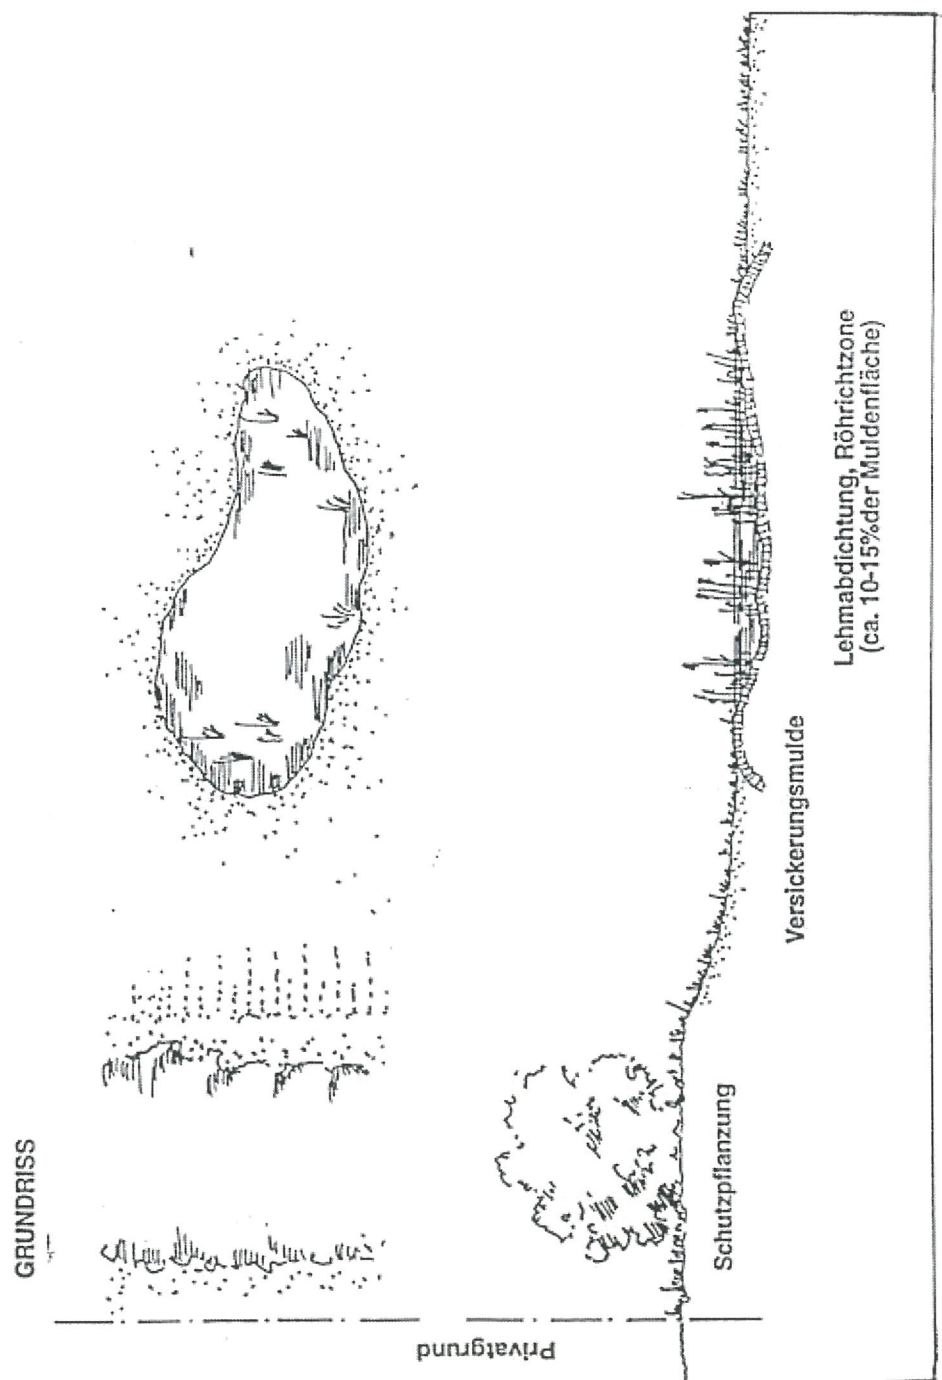 GRUNDRISS
Privatgrund
Schutzpflanzung
Versickerungsmulde
Lehmabdichtung, Röhrichtzone
(ca. 10-15%der Muldenfläche)